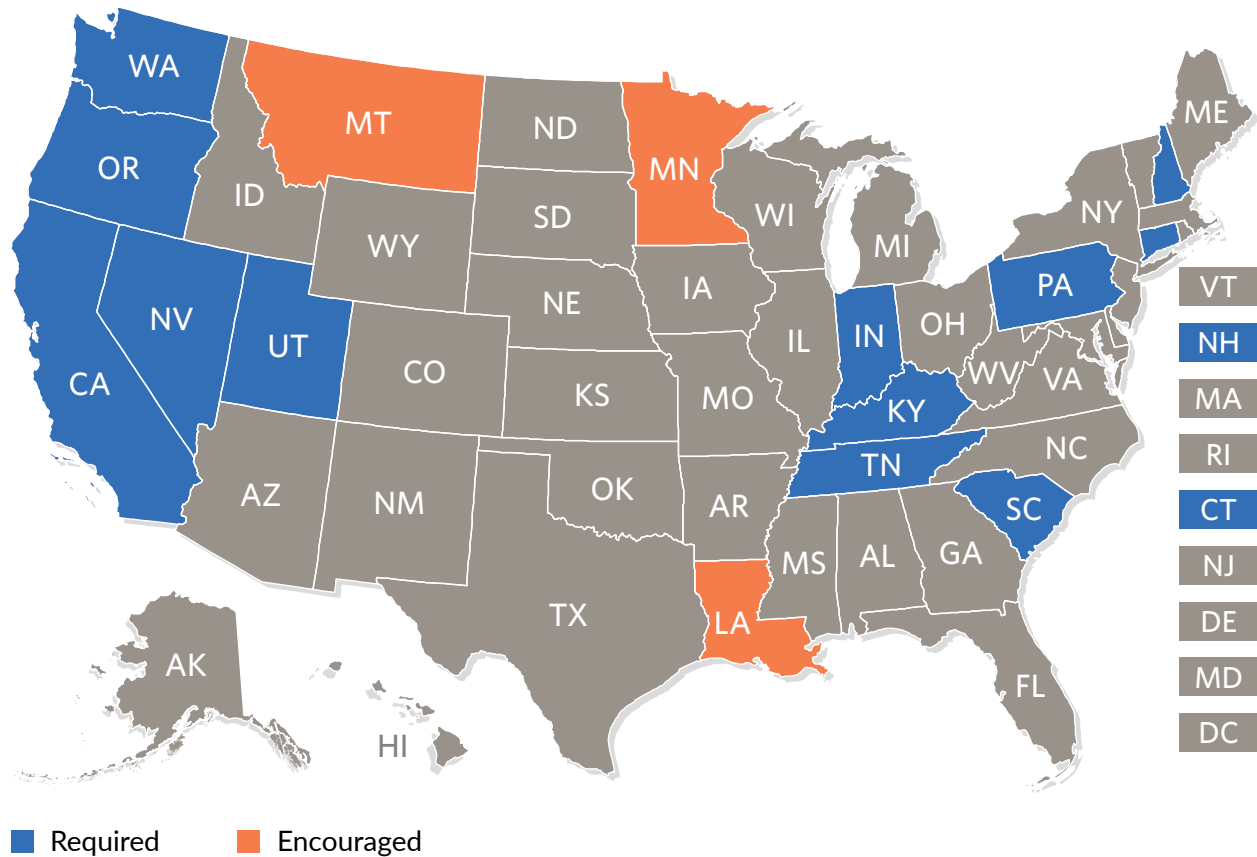 WA
MT
ND
MN
ME
OR
ID
SD
WI
NY
WY
MI
IA
PA
VT
NE
NV
UT
IL
IN
OH
NH
CA
CO
KS
MO
WV
VA
MA
KY
NC
RI
TN
AZ
NM
OK
AR
SC
CT
MS
AL
GA
NJ
TX
LA
DE
AK
FL
MD
HI
DC
Required
Encouraged